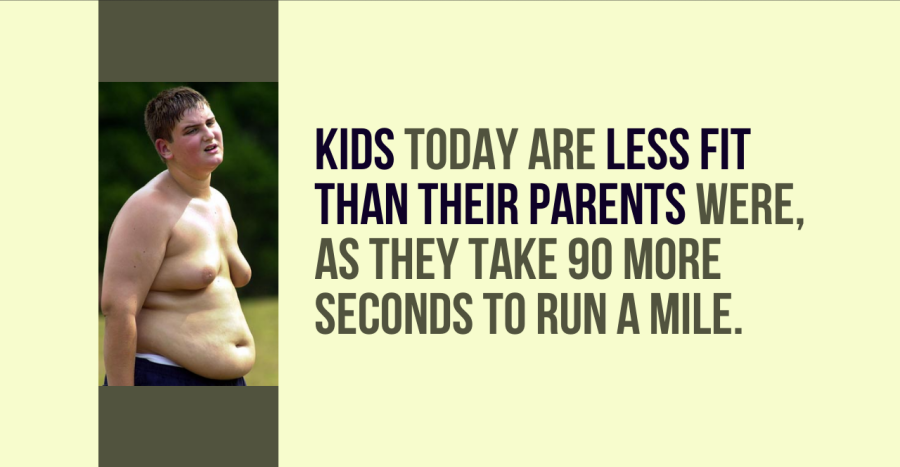 KIDS TODAY ARE LESS FIT
THAN THEIR PARENTS WERE,
AS THEY TAKE 90 MORE
SECONDS TO RUN A MILE.